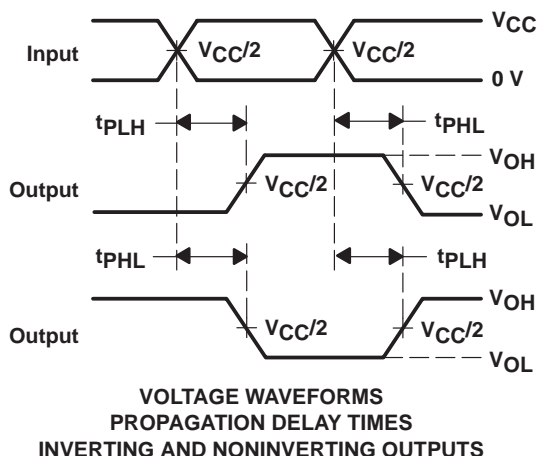 VCC
Input
VCC/2
VCC/2
0 V
tPLH
tPHL
VOH
Output
VCC/2
VCC/2
VOL
tPHL
tPLH
VOH
Output
VCC/2
VCC/2
VOL
VOLTAGE WAVEFORMS
PROPAGATION DELAY TIMES
INVERTING AND NONINVERTING OUTPUTS